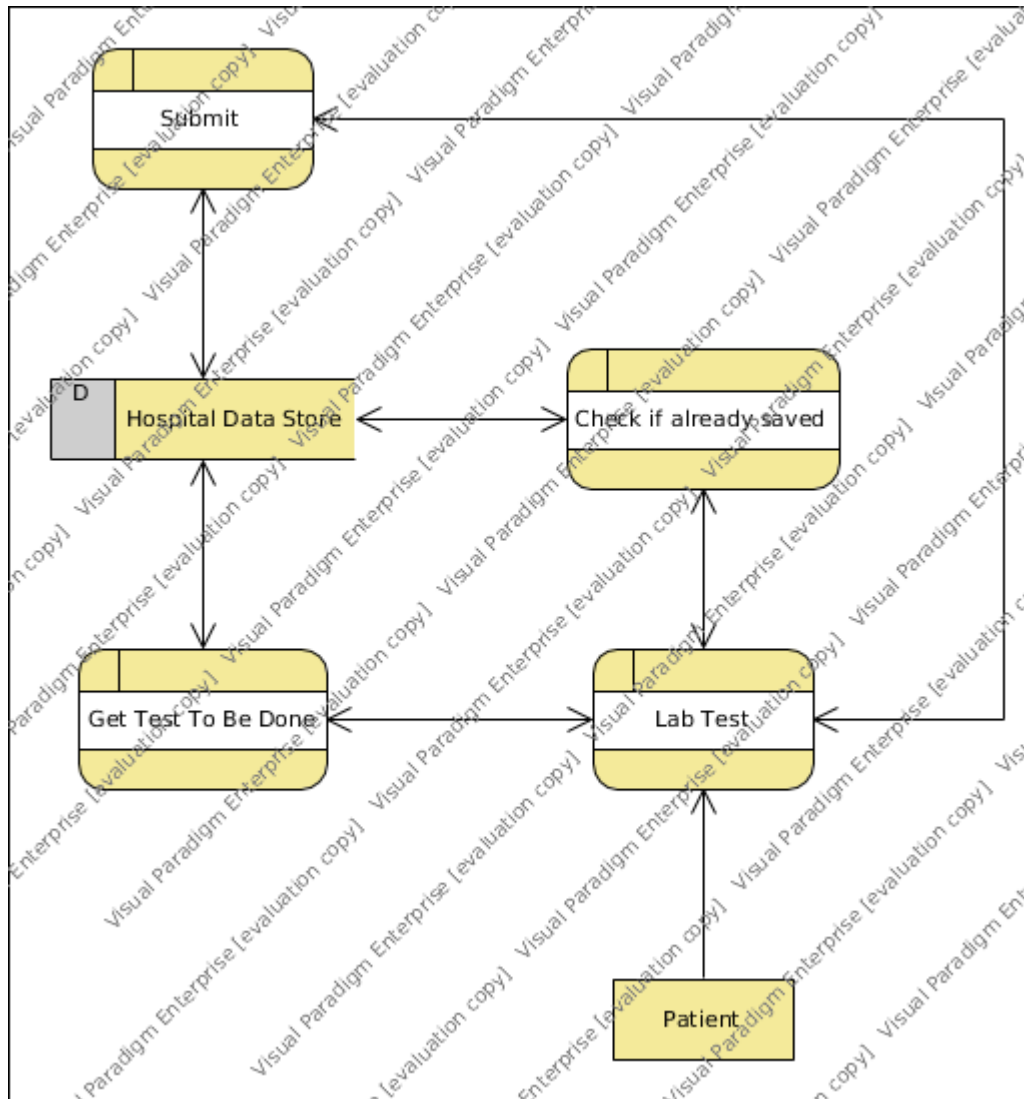 Submit
D
Hospital Data Store
Check if already saved
Get Test To Be Done
Lab Test
Patient
Visual Paradigm Enterprise [evaluation copy]